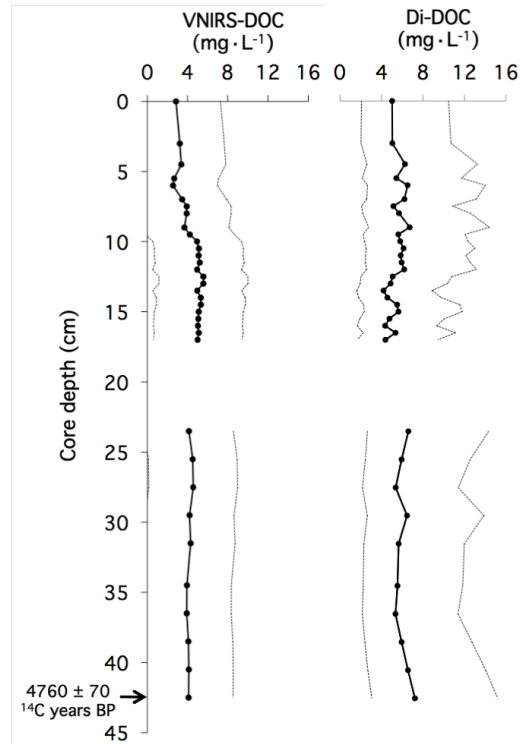 VNIRS-DOC
(mg·L⁻¹)
Di-DOC
(mg·L⁻¹)
0 4 8 12 16
0 4 8 12 16
0
5
10
15
20
25
30
35
40
45
Core depth (cm)
4760 ± 70
¹⁴C years BP